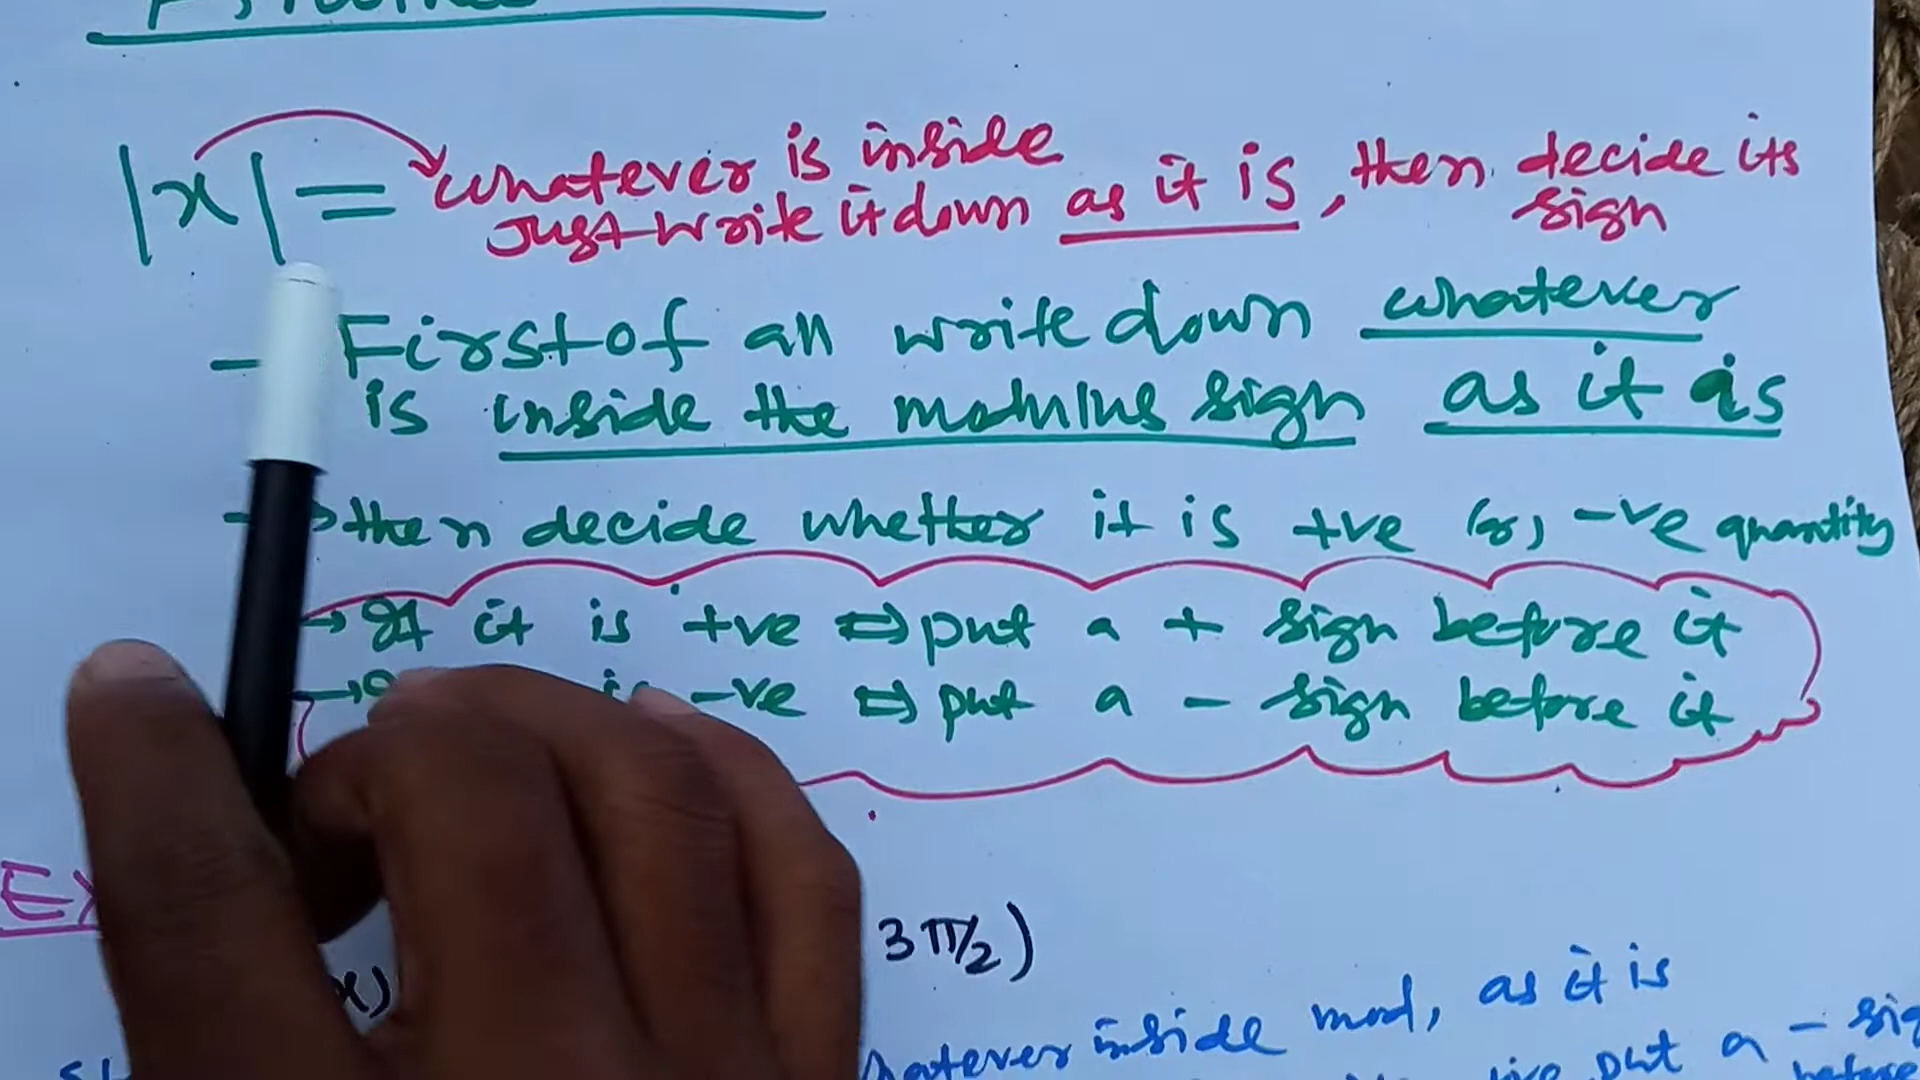 |x| = whatever is inside
Just write it down as it is, then decide its sign
First of all write down whatever
is inside the modulus sign as it is
then decide whether it is +ve (or) -ve quantity
→ If it is +ve ⇔ put a + sign before it
→ is -ve ⇔ put a - sign before it
3π/2)
x)
whatever inside mod, as it is
put a - sig
before